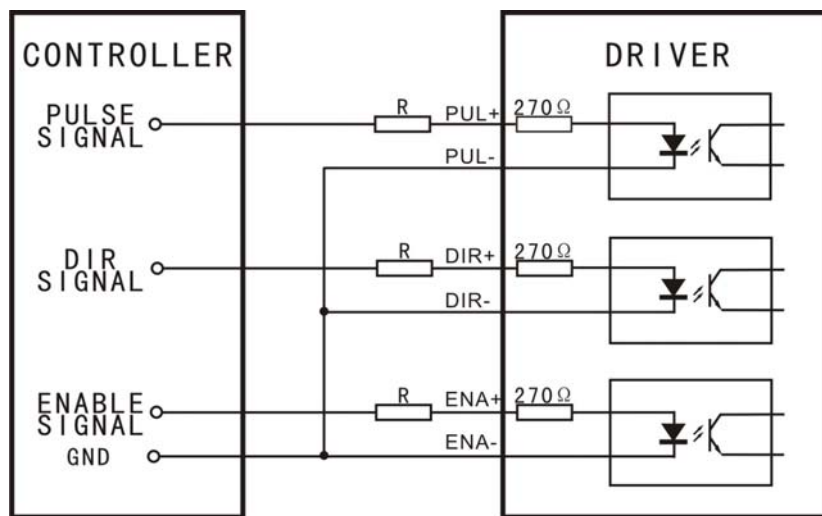 CONTROLLER
DRIVER
PULSE
SIGNAL
R
PUL+
270Ω
PUL-
DIR
SIGNAL
R
DIR+
270Ω
DIR-
ENABLE
SIGNAL
R
ENA+
270Ω
GND
ENA-